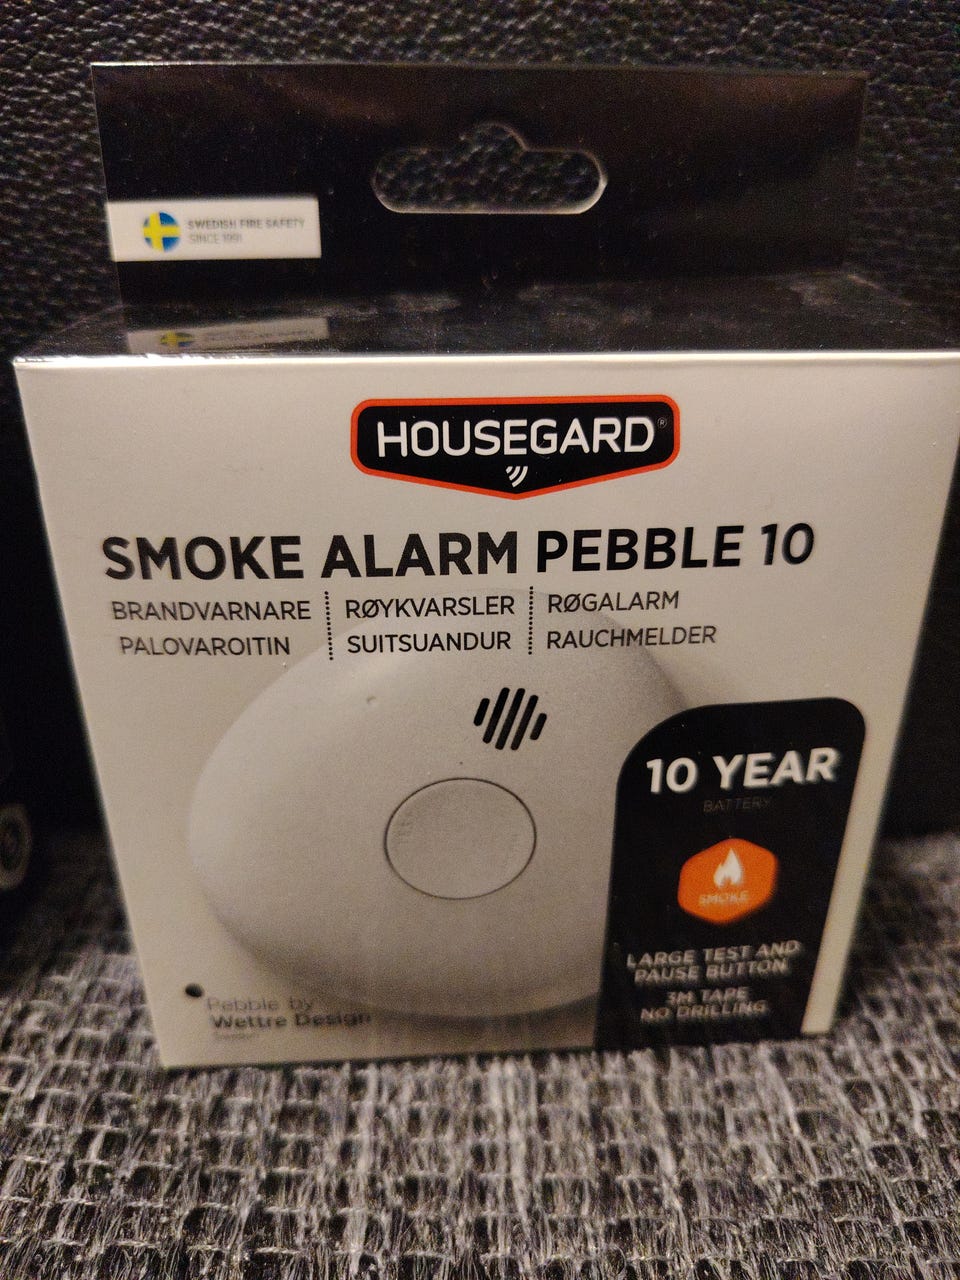 SWEDISH FIRE SAFETY
SINCE 1991
HOUSEGARD®
SMOKE ALARM PEBBLE 10
BRANDVARNARE RØYKVARSLER RØGALARM
PALOVAROITIN SUITSUANDUR RAUCHMELDER
10 YEAR
BATTERY
SMOKE
LARGE TEST AND
PAUSE BUTTON
3M TAPE
NO DRILLING
Pebble by
Wettre Design